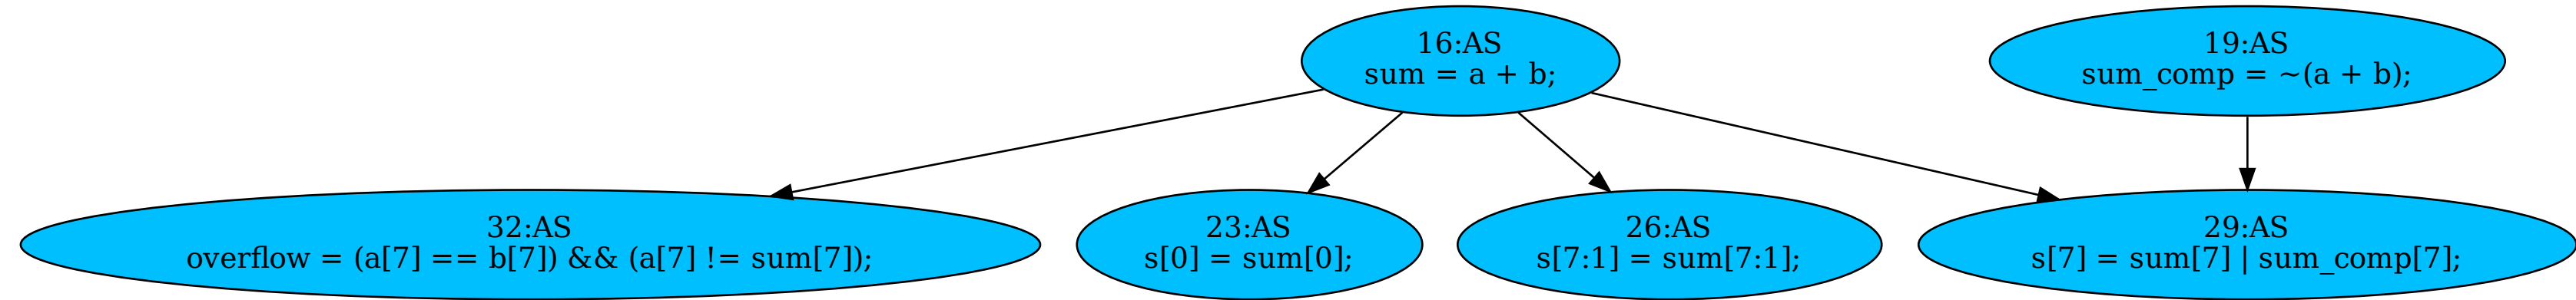 16:AS
sum = a + b;
19:AS
sum_comp = ~(a + b);
32:AS
overflow = (a[7] == b[7]) && (a[7] != sum[7]);
23:AS
s[0] = sum[0];
26:AS
s[7:1] = sum[7:1];
29:AS
s[7] = sum[7] | sum_comp[7];